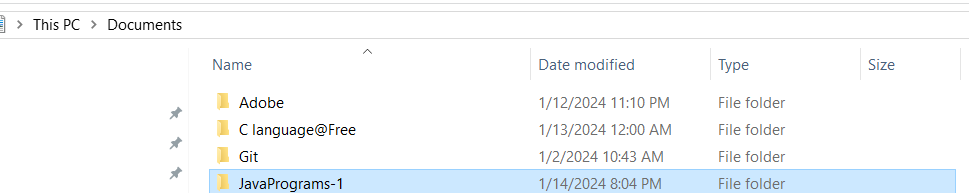 This PC > Documents
Name Date modified Type Size
Adobe 1/12/2024 11:10 PM File folder
C language@Free 1/13/2024 12:00 AM File folder
Git 1/2/2024 10:43 AM File folder
JavaPrograms-1 1/14/2024 8:04 PM File folder